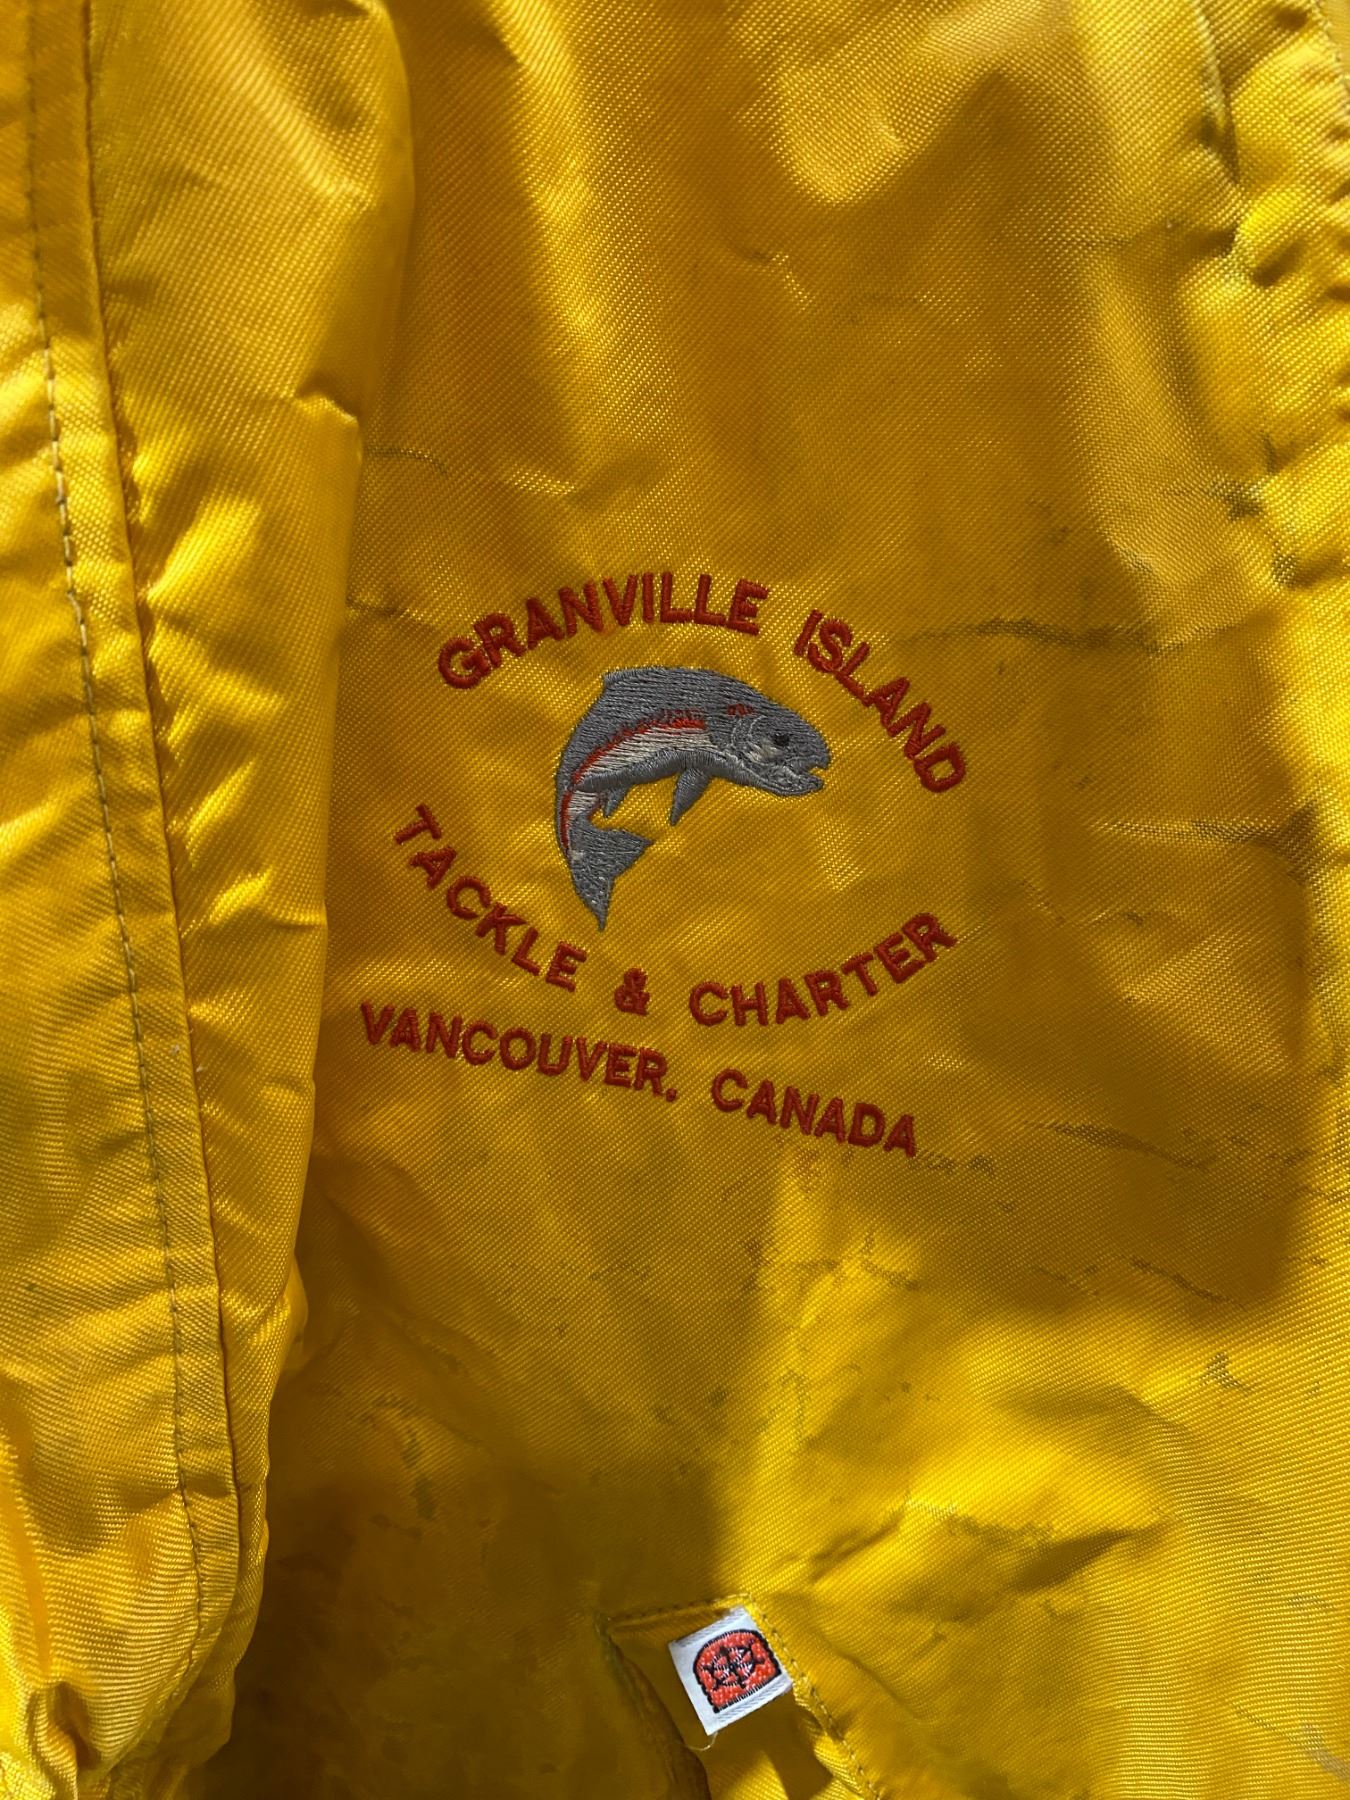 GRANVILLE ISLAND
TACKLE & CHARTER
VANCOUVER, CANADA